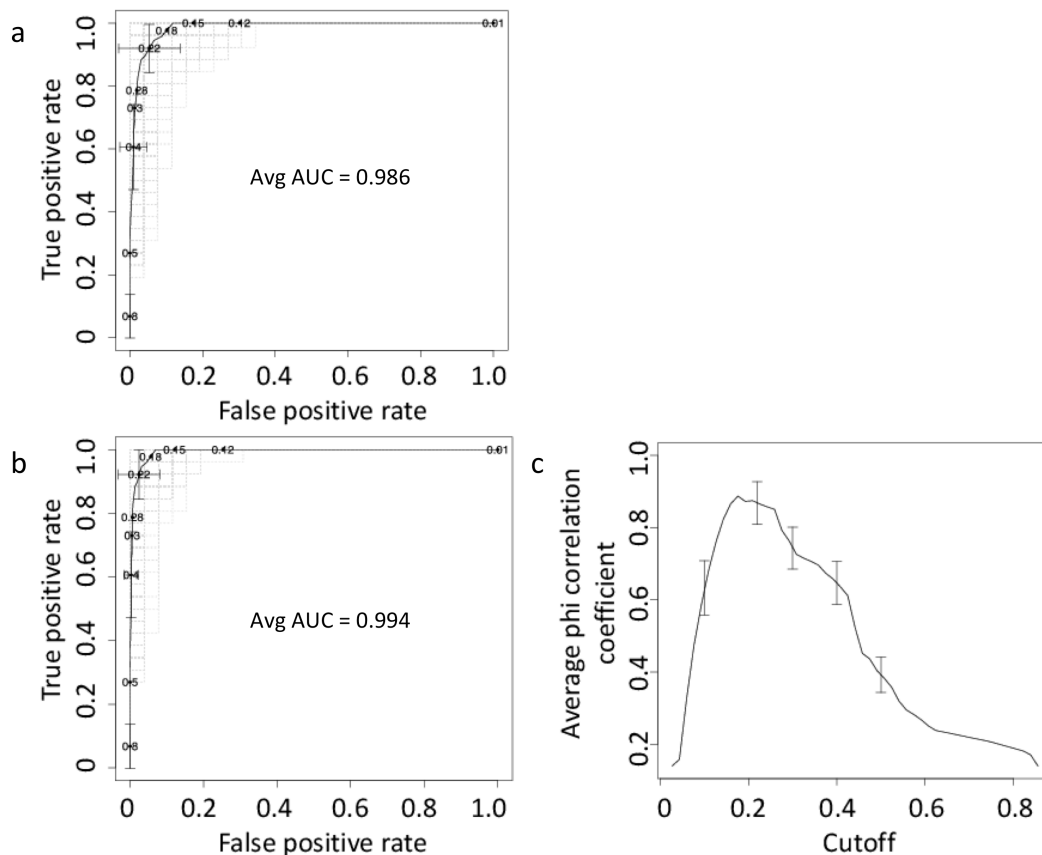 a
True positive rate
0 0.2 0.4 0.6 0.8 1.0
0.15 0.12 0.01
0.18
0.22
0.28
0.3
0.4
0.5
0.8
Avg AUC = 0.986
0 0.2 0.4 0.6 0.8 1.0
False positive rate
b
True positive rate
0 0.2 0.4 0.6 0.8 1.0
0.15 0.12 0.01
0.18
0.22
0.28
0.3
0.4
0.5
0.8
Avg AUC = 0.994
0 0.2 0.4 0.6 0.8 1.0
False positive rate
c
Average phi correlation
coefficient
0.2 0.4 0.6 0.8 1.0
0 0.2 0.4 0.6 0.8
Cutoff